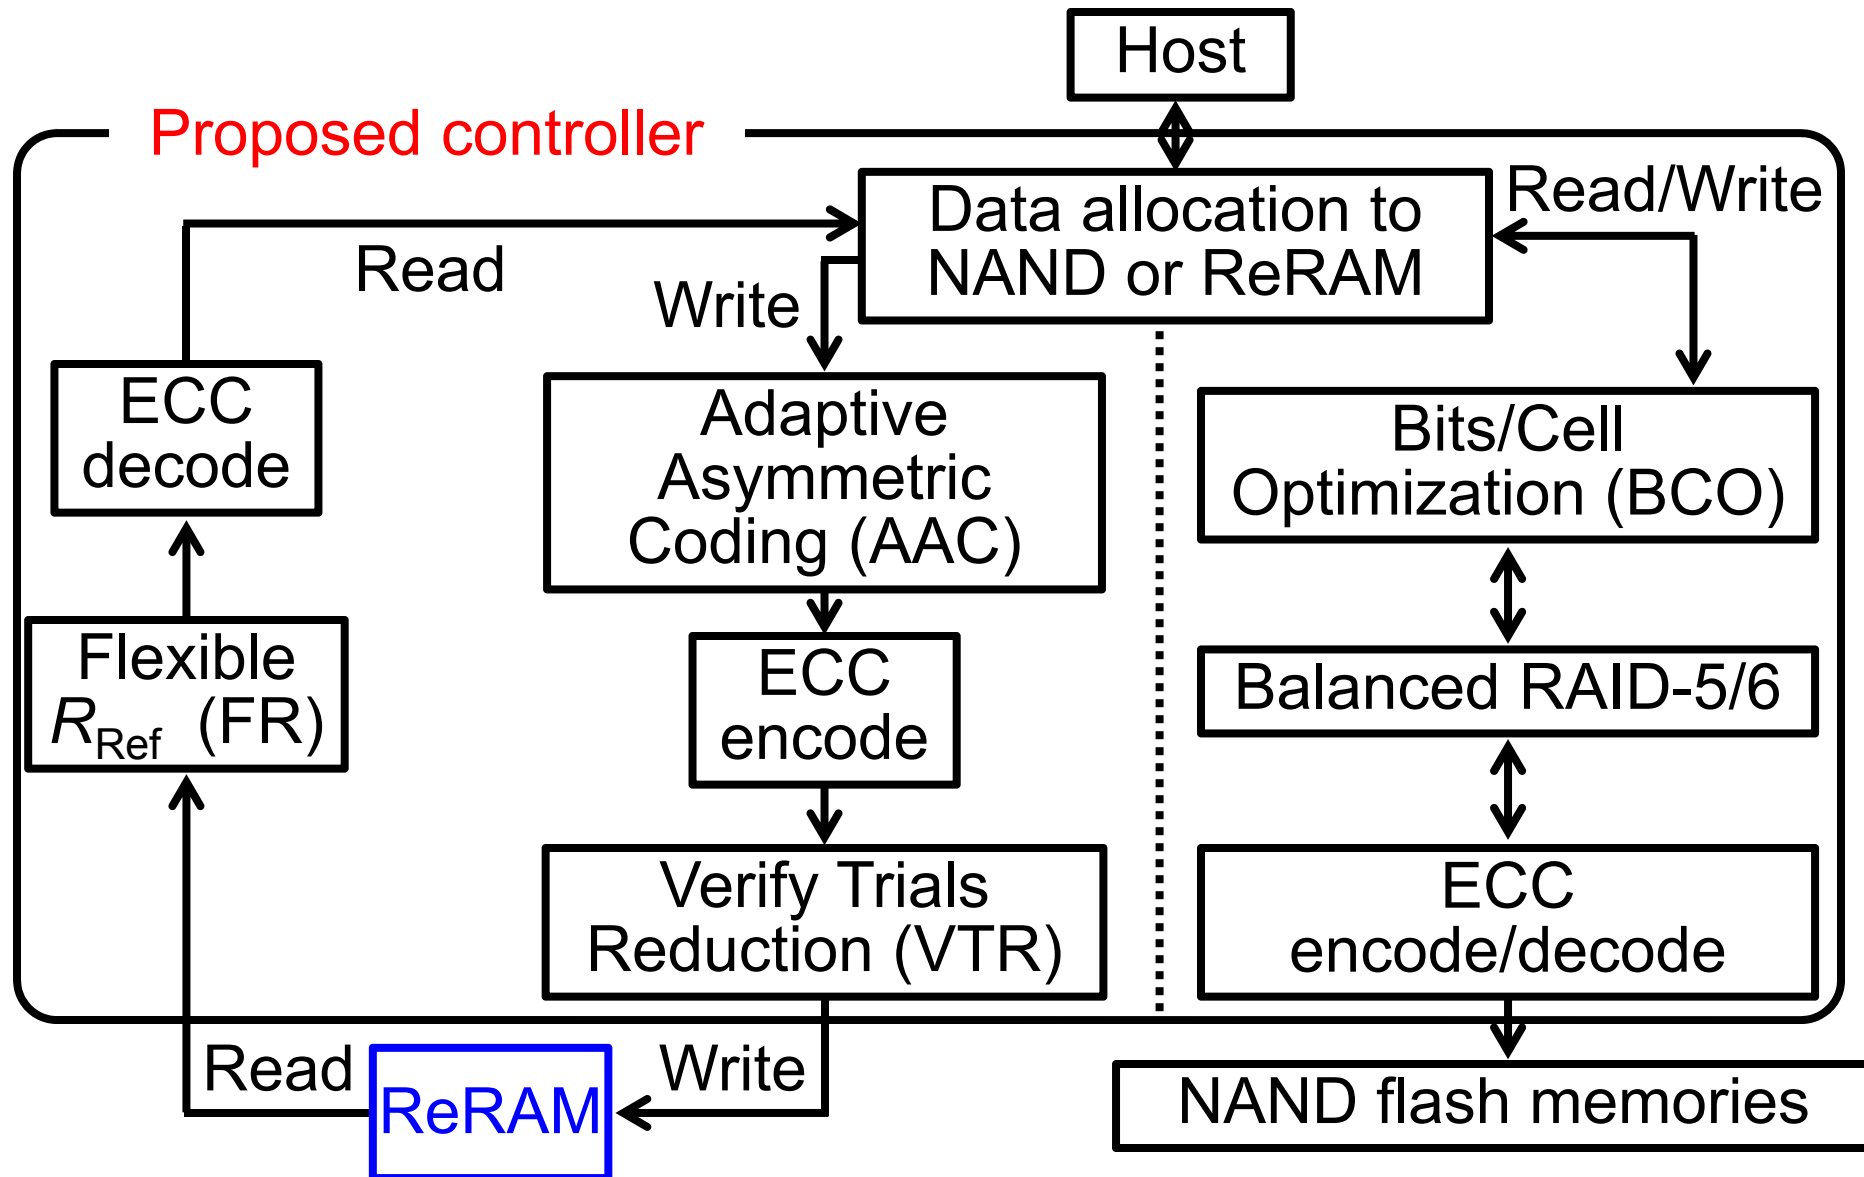 Host
Proposed controller
Data allocation to
NAND or ReRAM
Read/Write
Read
Write
ECC
decode
Adaptive
Asymmetric
Coding (AAC)
Bits/Cell
Optimization (BCO)
Flexible
R_Ref (FR)
ECC
encode
Balanced RAID-5/6
Verify Trials
Reduction (VTR)
ECC
encode/decode
Read
ReRAM
Write
NAND flash memories